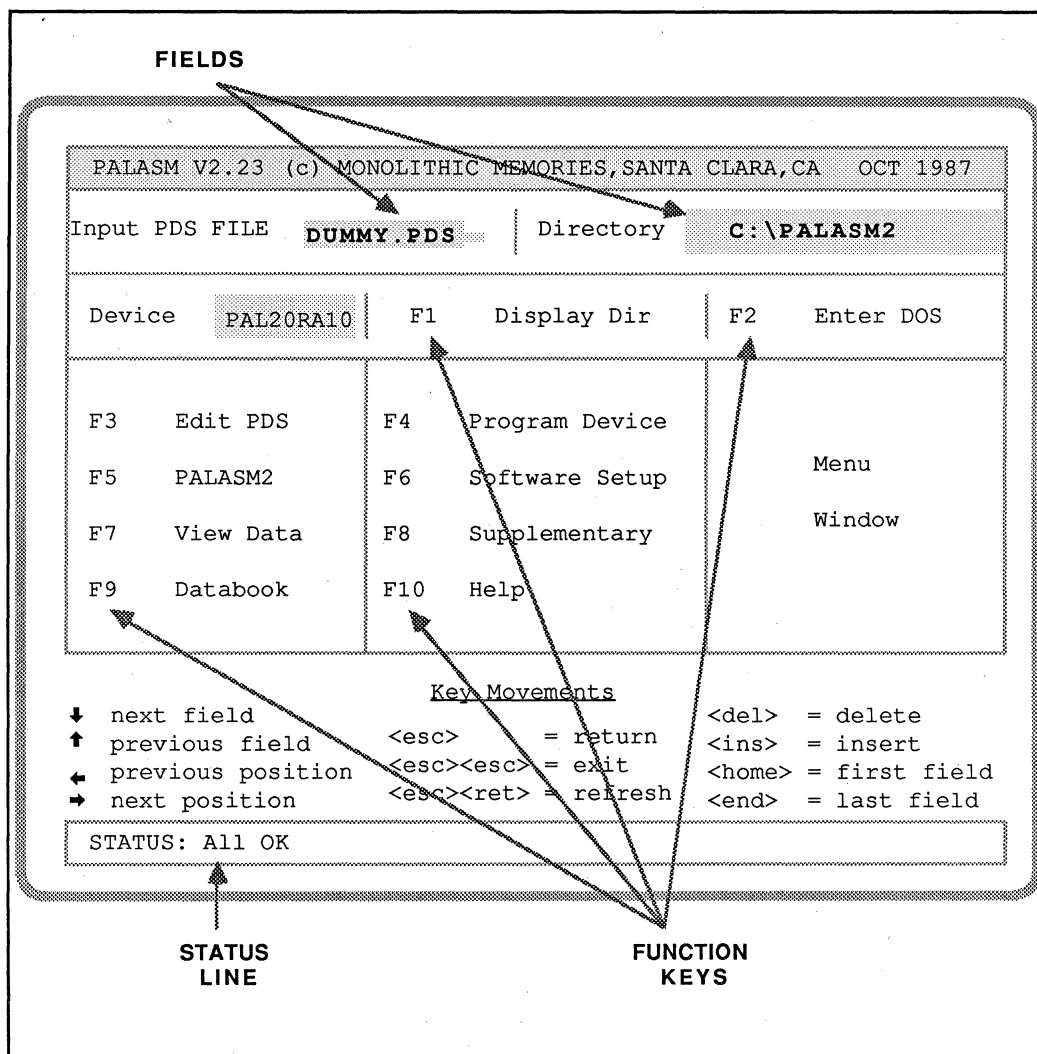 FIELDS
PALASM V2.23 (c) MONOLITHIC MEMORIES,SANTA CLARA,CA OCT 1987
Input PDS FILE DUMMY.PDS Directory C:\PALASM2
Device PAL20RA10 F1 Display Dir F2 Enter DOS
F3 Edit PDS F4 Program Device
F5 PALASM2 F6 Software Setup
Menu
F7 View Data F8 Supplementary
Window
F9 Databook F10 Help
Key Movements
↓ next field
↑ previous field
← previous position
→ next position
<esc> = return
<esc><esc> = exit
<esc><ret> = refresh
<del> = delete
<ins> = insert
<home> = first field
<end> = last field
STATUS: All OK
STATUS
LINE
FUNCTION
KEYS